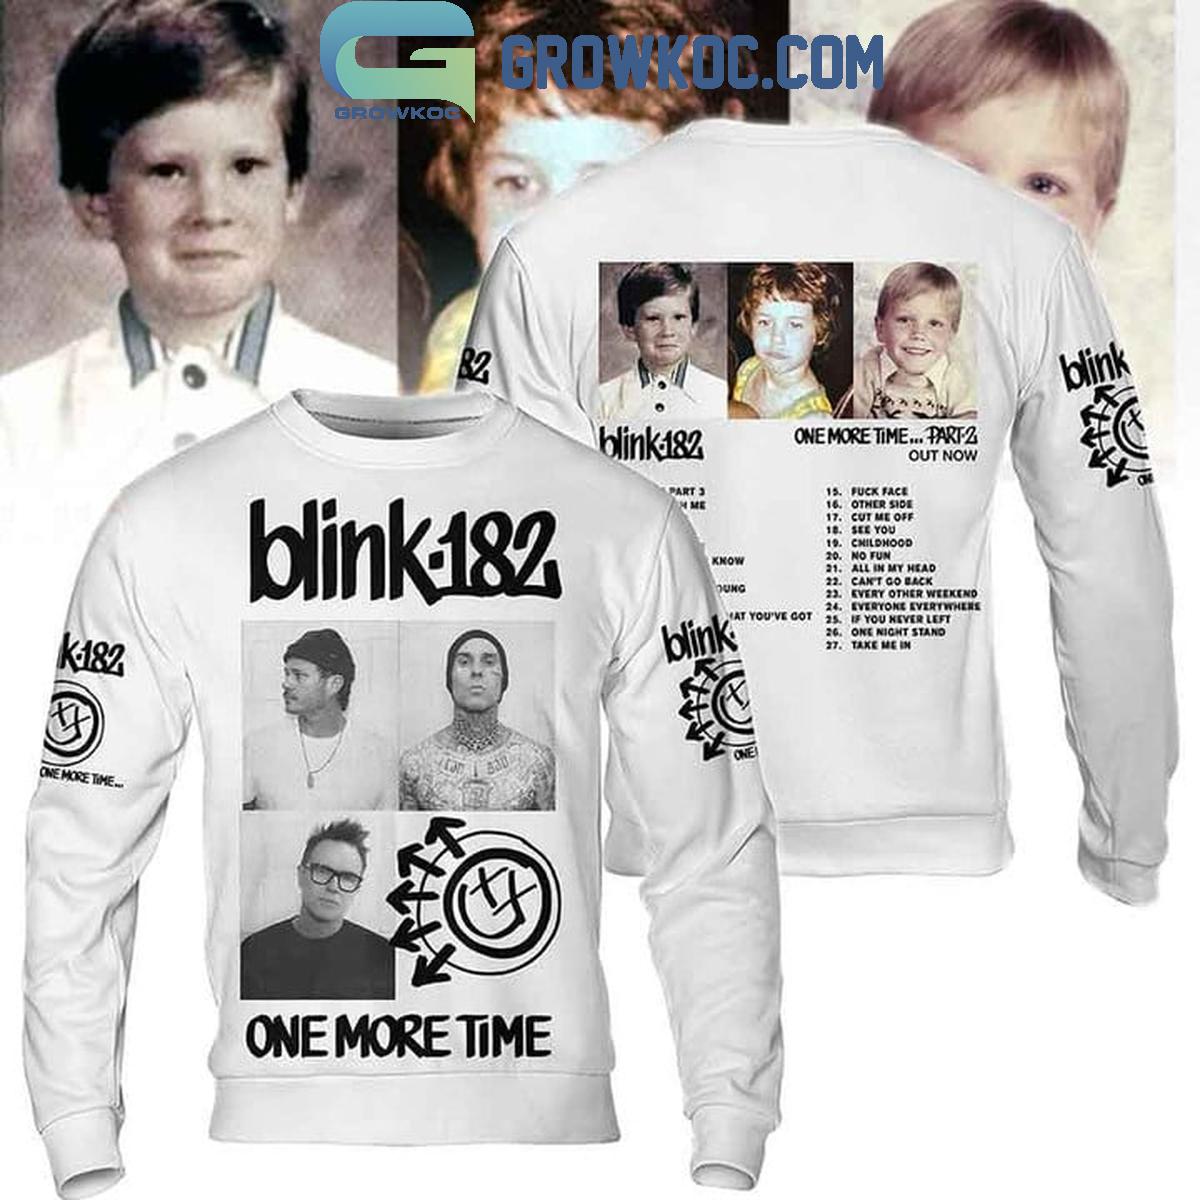 GROWKOC.COM
GROWKOC
82
blink-182
ONE MORE TIME... PART-2
OUT NOW
PART 3
KNOW
OUNG
HAT YOU'VE GOT
15. FUCK FACE
16. OTHER SIDE
17. CUT ME OFF
18. SEE YOU
19. CHILDHOOD
20. NO FUN
21. ALL IN MY HEAD
22. CAN'T GO BACK
23. EVERY OTHER WEEKEND
24. EVERYONE EVERYWHERE
25. IF YOU NEVER LEFT
26. ONE NIGHT STAND
27. TAKE ME IN
blink
ON
blink-182
ONE MORE TIME
k-182
ONE MORE TIME...
blink-
ONE